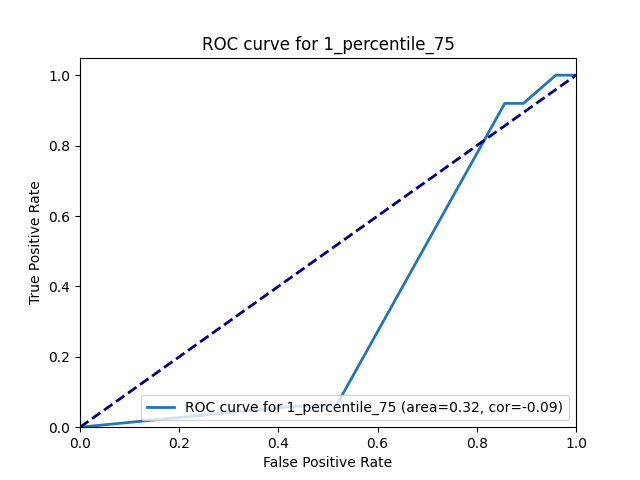 ROC curve for 1_percentile_75
1.0
0.8
0.6
0.4
0.2
0.0
True Positive Rate
ROC curve for 1_percentile_75 (area=0.32, cor=-0.09)
0.0 0.2 0.4 0.6 0.8 1.0
False Positive Rate